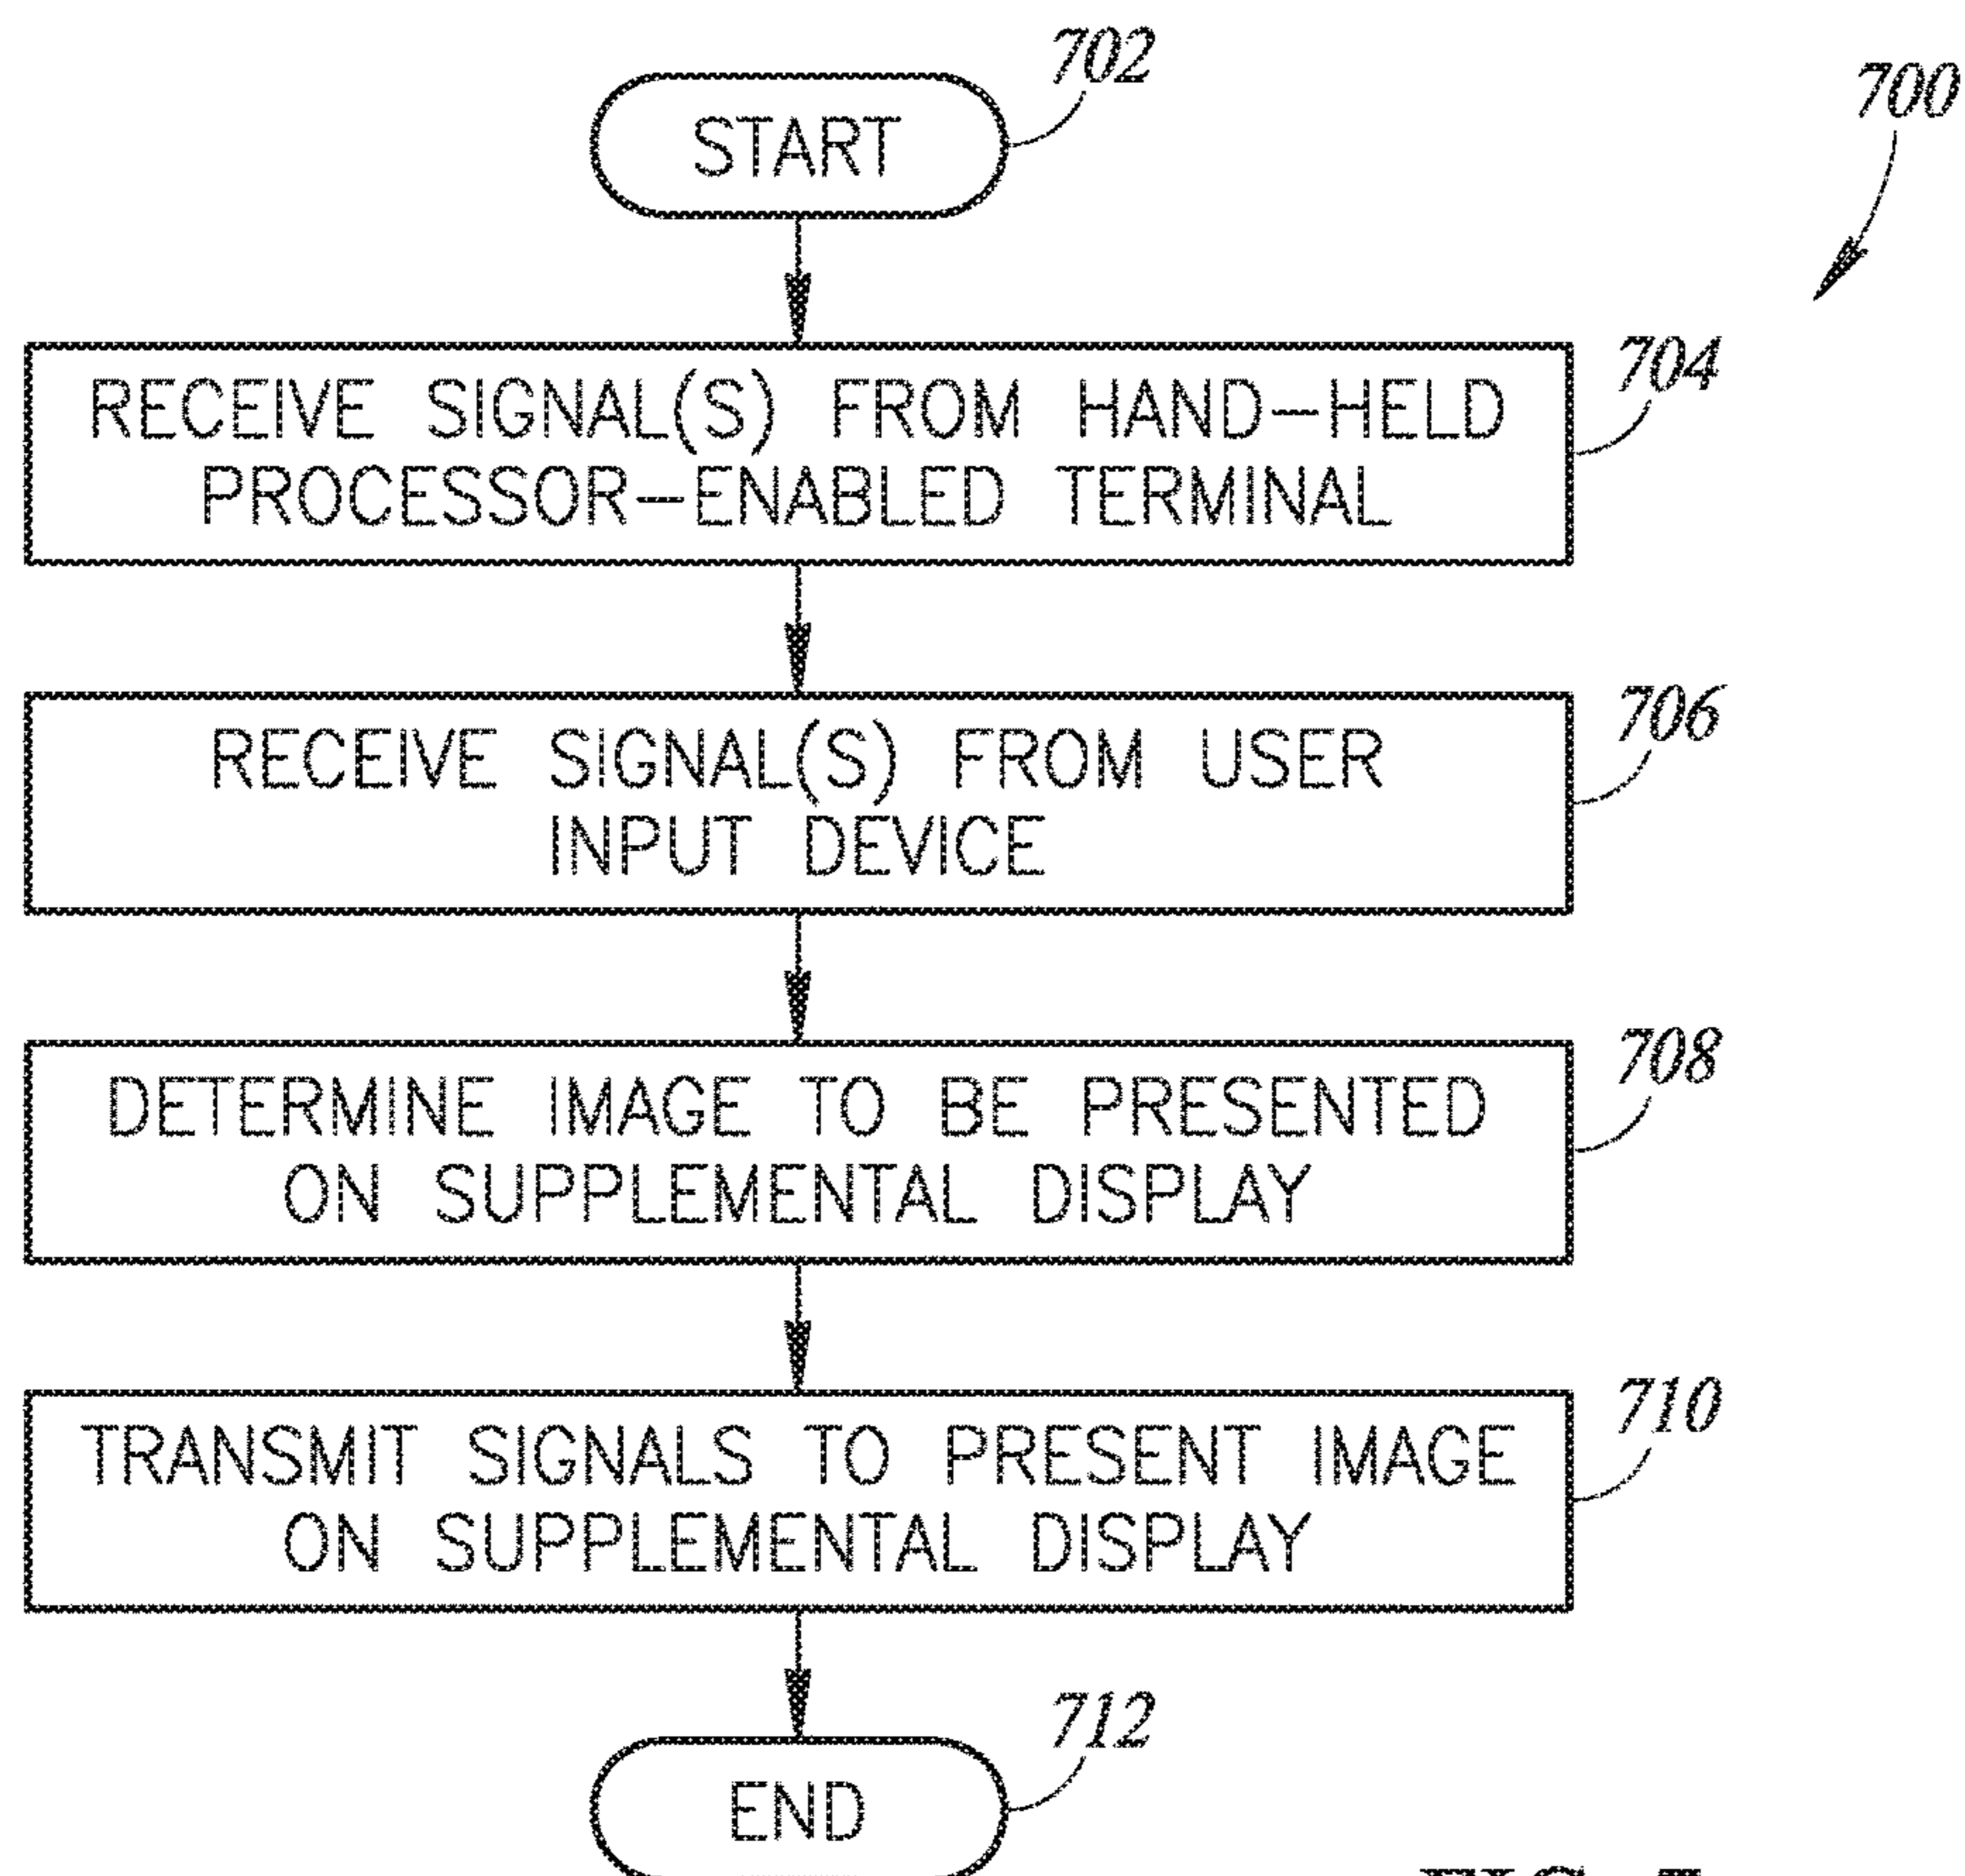 702
700
START
704
RECEIVE SIGNAL(S) FROM HAND-HELD
PROCESSOR-ENABLED TERMINAL
706
RECEIVE SIGNAL(S) FROM USER
INPUT DEVICE
708
DETERMINE IMAGE TO BE PRESENTED
ON SUPPLEMENTAL DISPLAY
710
TRANSMIT SIGNALS TO PRESENT IMAGE
ON SUPPLEMENTAL DISPLAY
712
END